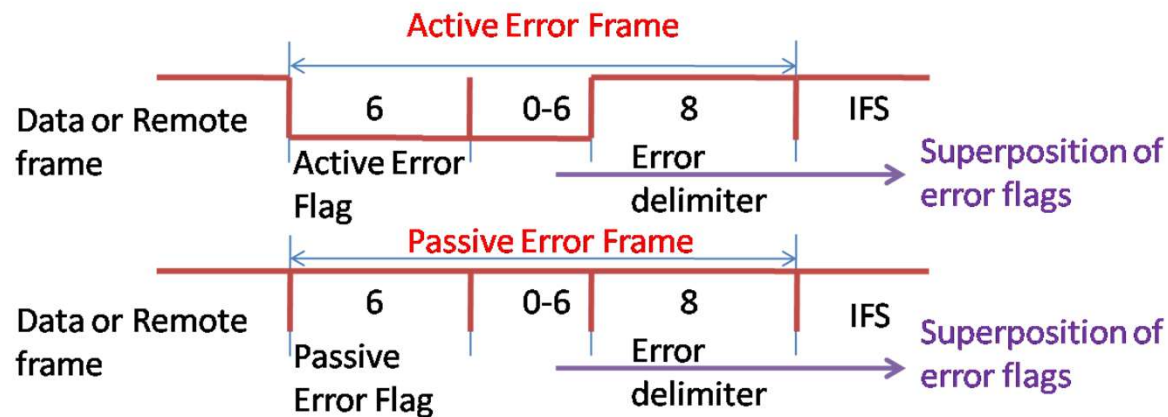 Active Error Frame
6
0-6
8
IFS
Data or Remote
frame
Active Error
Flag
Error
delimiter
Superposition of
error flags
Passive Error Frame
6
0-6
8
IFS
Data or Remote
frame
Passive
Error Flag
Error
delimiter
Superposition of
error flags